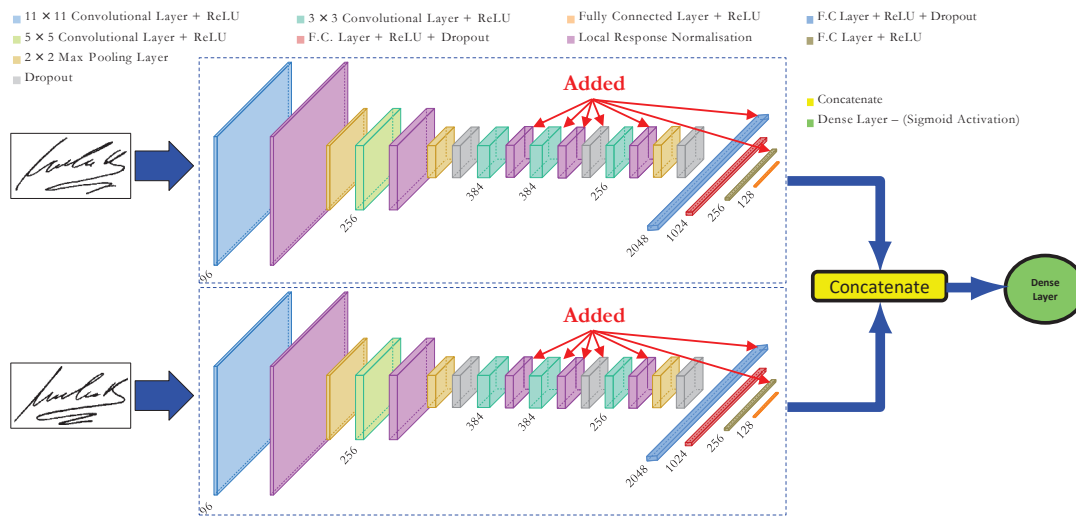 11 × 11 Convolutional Layer + ReLU
3 × 3 Convolutional Layer + ReLU
Fully Connected Layer + ReLU
F.C Layer + ReLU + Dropout
5 × 5 Convolutional Layer + ReLU
F.C. Layer + ReLU + Dropout
Local Response Normalisation
F.C Layer + ReLU
2 × 2 Max Pooling Layer
Dropout
Added
Concatenate
Dense Layer – (Sigmoid Activation)
96
256
384
384
256
2048
1024
256
128
Concatenate
Dense
Layer
Added
96
256
384
384
256
2048
1024
256
128